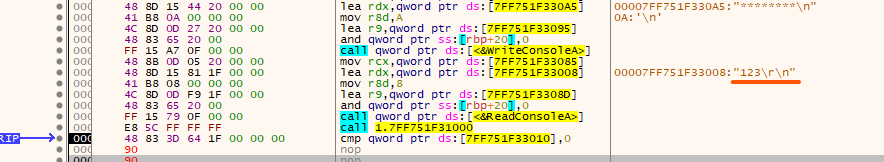 000 48 8D 15 44 20 00 00 lea rdx,qword ptr ds:[7FF751F330A5] 00007FF751F330A5:"********\n"
000 41 B8 0A 00 00 00 mov r8d,A 0A:'\n'
000 4C 8D 0D 27 20 00 00 lea r9,qword ptr ds:[7FF751F33095]
000 48 83 65 20 00 and qword ptr ss:[rbp+20],0
000 FF 15 A7 0F 00 00 call qword ptr ds:[<&WriteConsoleA>]
000 48 8B 0D 05 20 00 00 mov rcx,qword ptr ds:[7FF751F33085]
000 48 8D 15 81 1F 00 00 lea rdx,qword ptr ds:[7FF751F33008] 00007FF751F33008:"123\r\n"
000 41 B8 08 00 00 00 mov r8d,8
000 4C 8D 0D F9 1F 00 00 lea r9,qword ptr ds:[7FF751F3308D]
000 48 83 65 20 00 and qword ptr ss:[rbp+20],0
000 FF 15 79 0F 00 00 call qword ptr ds:[<&ReadConsoleA>]
000 E8 5C FF FF FF call 1.7FF751F31000
RIP 000 48 83 3D 64 1F 00 00 00 cmp qword ptr ds:[7FF751F33010],0
000 90 nop
000 90 nop